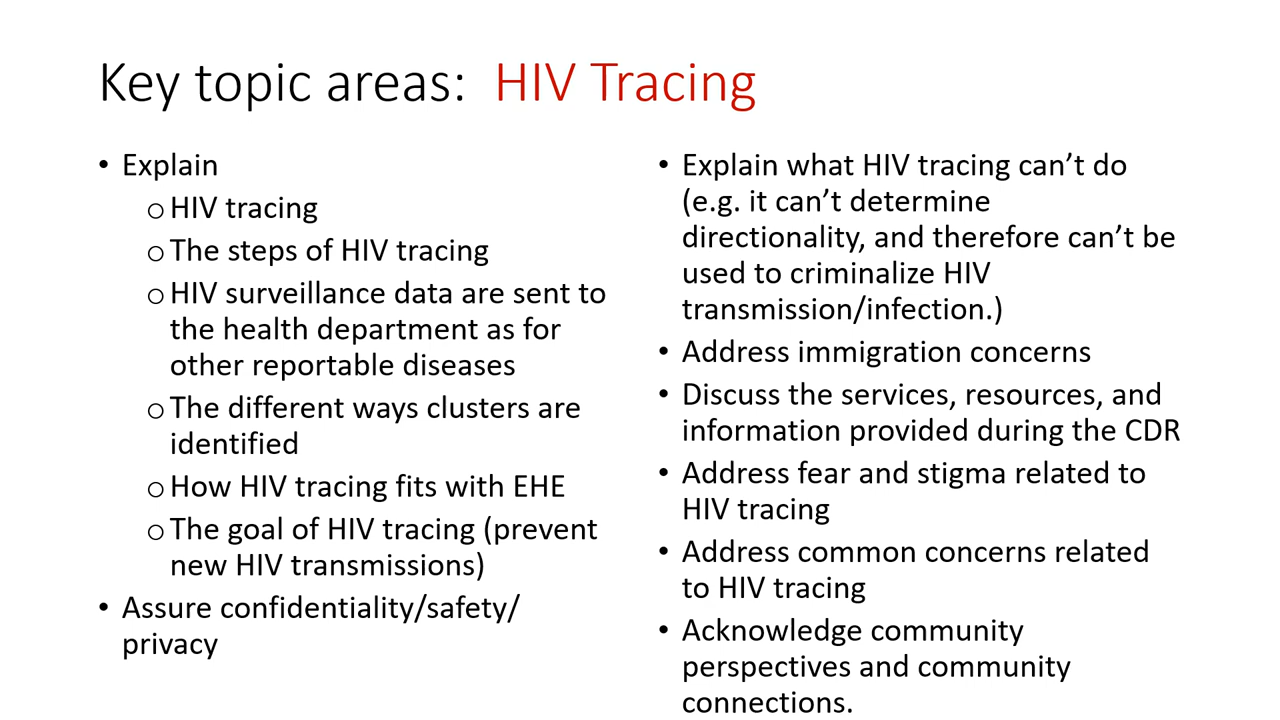 Key topic areas:  HIV Tracing
• Explain
o HIV tracing
o The steps of HIV tracing
o HIV surveillance data are sent to
the health department as for
other reportable diseases
o The different ways clusters are
identified
o How HIV tracing fits with EHE
o The goal of HIV tracing (prevent
new HIV transmissions)
• Assure confidentiality/safety/
privacy
• Explain what HIV tracing can’t do
(e.g. it can’t determine
directionality, and therefore can’t be
used to criminalize HIV
transmission/infection.)
• Address immigration concerns
• Discuss the services, resources, and
information provided during the CDR
• Address fear and stigma related to
HIV tracing
• Address common concerns related
to HIV tracing
• Acknowledge community
perspectives and community
connections.